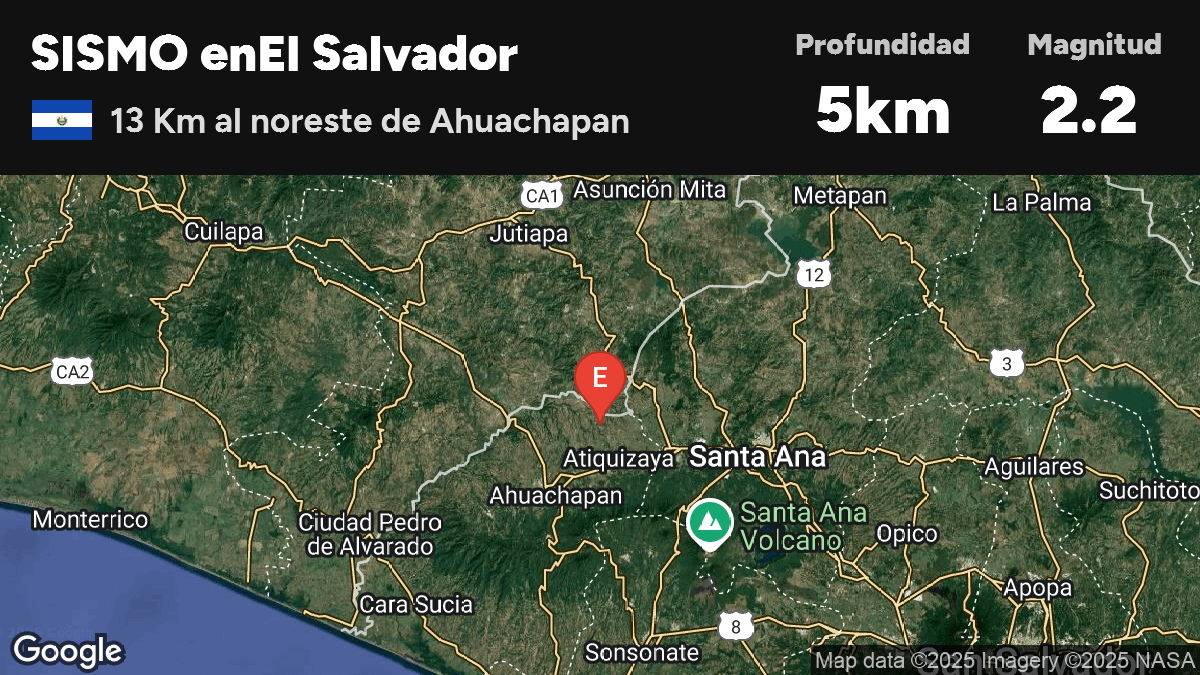 SISMO enEl Salvador
13 Km al noreste de Ahuachapan
Profundidad
5km
Magnitud
2.2
CA1
Asunción Mita
Metapan
La Palma
Cuilapa
Jutiapa
12
CA2
E
3
Atiquizaya
Santa Ana
Aguilares
Ahuachapan
Suchitoto
Monterrico
Ciudad Pedro
de Alvarado
Santa Ana
Volcano
Opico
Apopa
Cara Sucia
8
Sonsonate
San Salvador
Google
Map data ©2025 Imagery ©2025 NASA